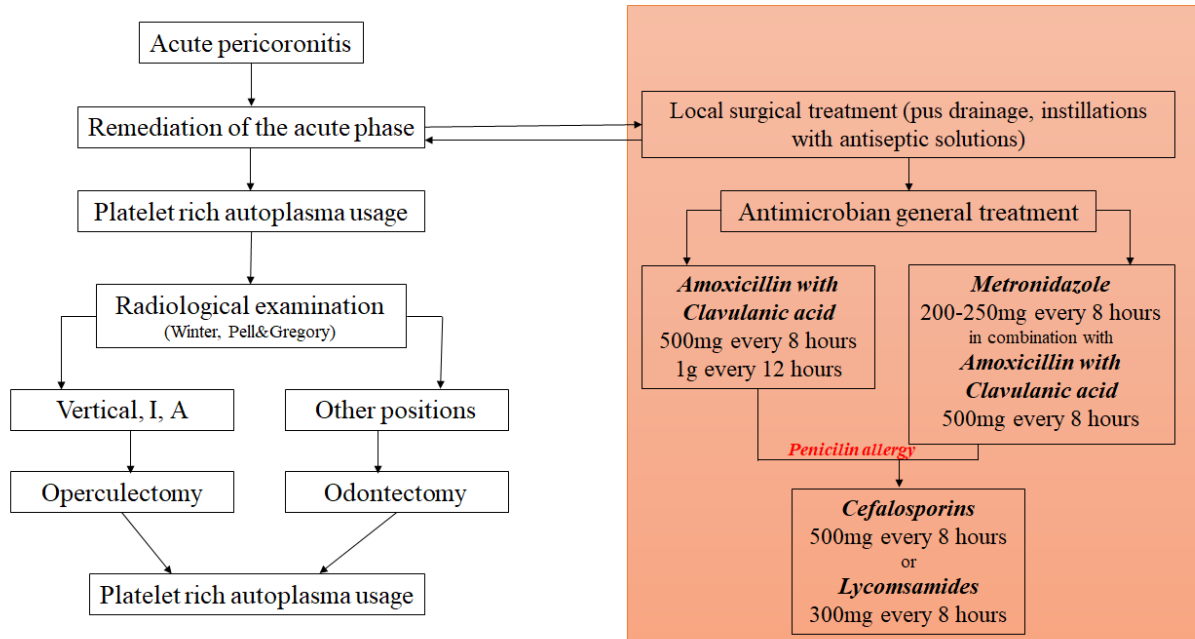 Acute pericoronitis
Remediation of the acute phase
Platelet rich autoplasma usage
Radiological examination
(Winter, Pell&Gregory)
Vertical, I, A
Other positions
Operculectomy
Odontectomy
Platelet rich autoplasma usage
Local surgical treatment (pus drainage, instillations
with antiseptic solutions)
Antimicrobian general treatment
Amoxicillin with
Clavulanic acid
500mg every 8 hours
1g every 12 hours
Metronidazole
200-250mg every 8 hours
in combination with
Amoxicillin with
Clavulanic acid
500mg every 8 hours
Penicilin allergy
Cefalosporins
500mg every 8 hours
or
Lycomsamides
300mg every 8 hours